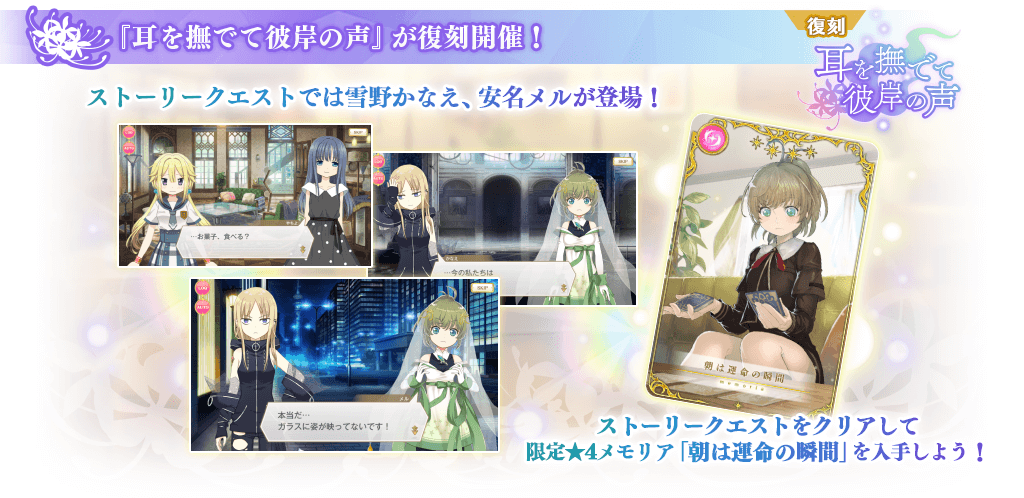 『耳を撫でて彼岸の声』が復刻開催！
復刻
耳を撫でて
彼岸の声
ストーリークエストでは雪野かなえ、安名メルが登場！
…お菓子、食べる？
かなえ
…今の私たちは
メル
本当だ…
ガラスに姿が映ってないです！
朝は運命の瞬間
memoria
ストーリークエストをクリアして
限定★4メモリア「朝は運命の瞬間」を入手しよう！